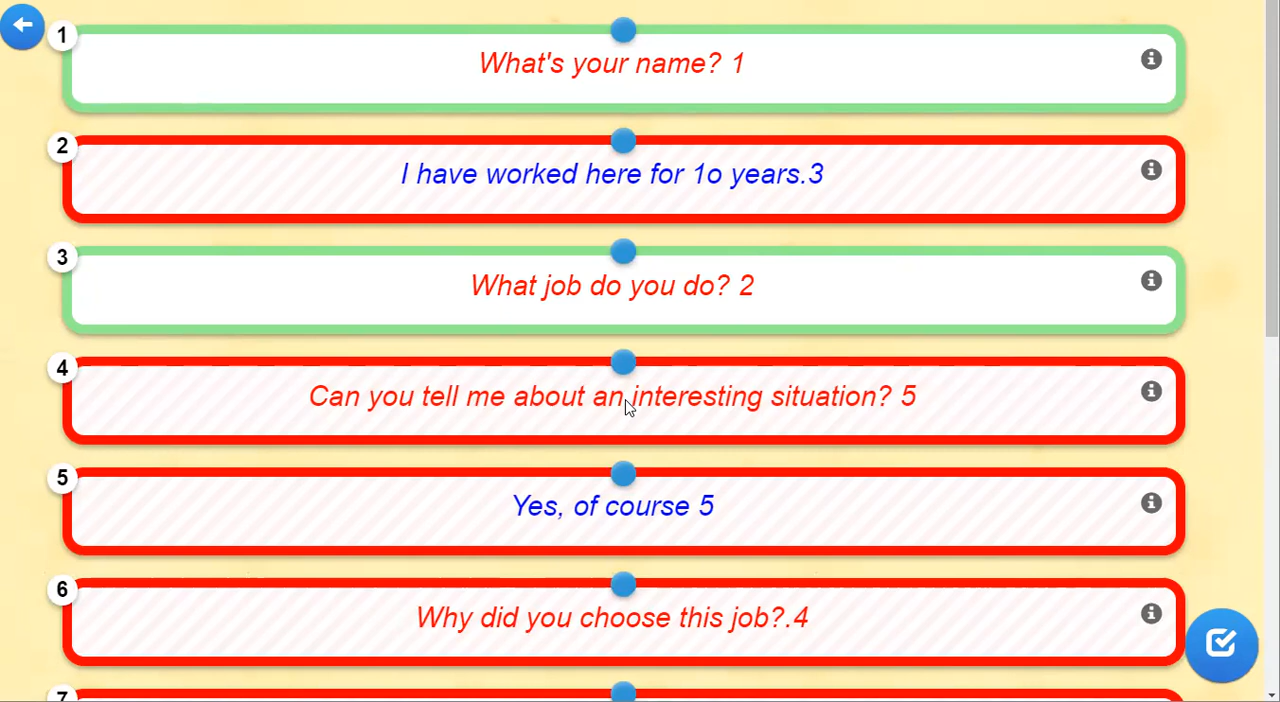 1
What's your name? 1
2
I have worked here for 1o years.3
3
What job do you do? 2
4
Can you tell me about an interesting situation? 5
5
Yes, of course 5
6
Why did you choose this job?.4
7